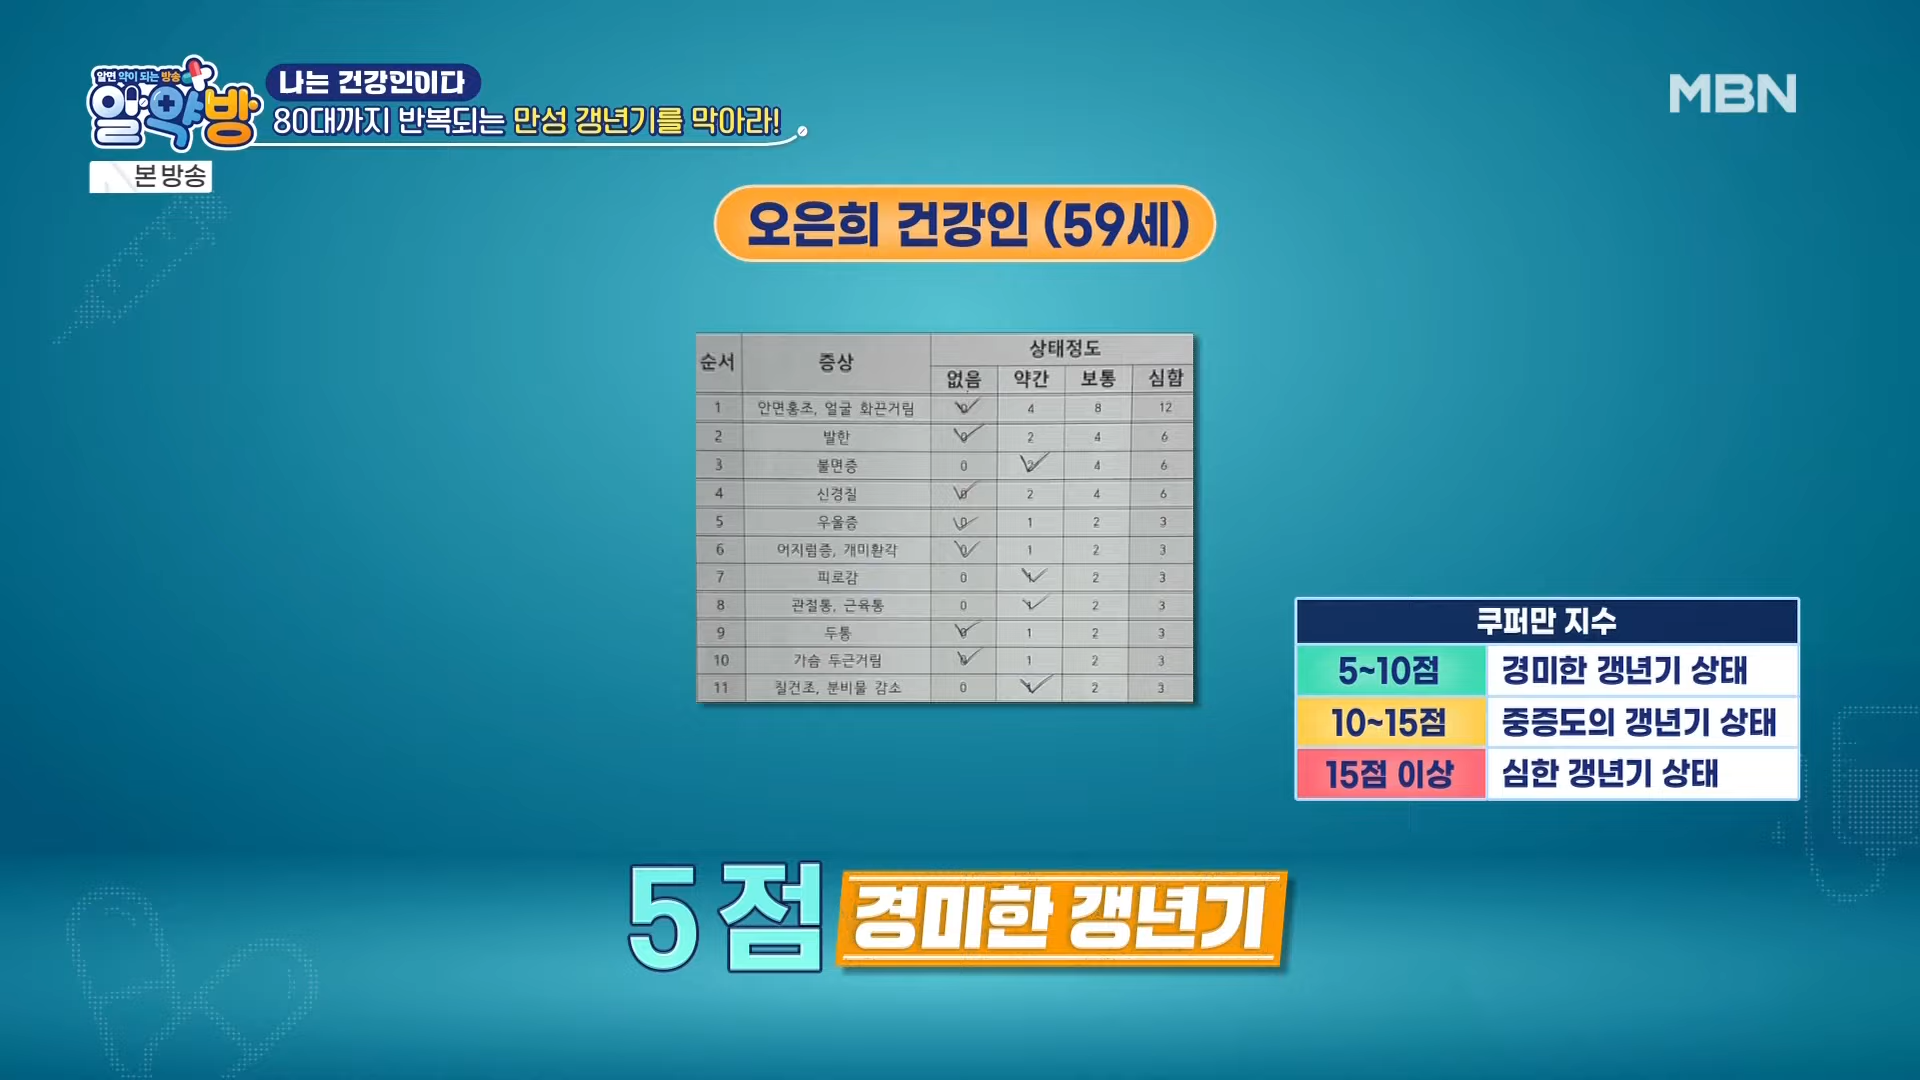 알면 약이 되는 방송
알약방
나는 건강인이다
80대까지 반복되는 만성 갱년기를 막아라!
본 방송
MBN
오은희 건강인 (59세)
순서 증상 상태정도
없음 약간 보통 심함
1 안면홍조, 얼굴 화끈거림 0 4 8 12
2 발한 0 2 4 6
3 불면증 0 2 4 6
4 신경질 0 2 4 6
5 우울증 0 1 2 3
6 어지럼증, 개미환각 0 1 2 3
7 피로감 0 1 2 3
8 관절통, 근육통 0 1 2 3
9 두통 0 1 2 3
10 가슴 두근거림 0 1 2 3
11 질건조, 분비물 감소 0 1 2 3
쿠퍼만 지수
5~10점 경미한 갱년기 상태
10~15점 중증도의 갱년기 상태
15점 이상 심한 갱년기 상태
5점 경미한 갱년기